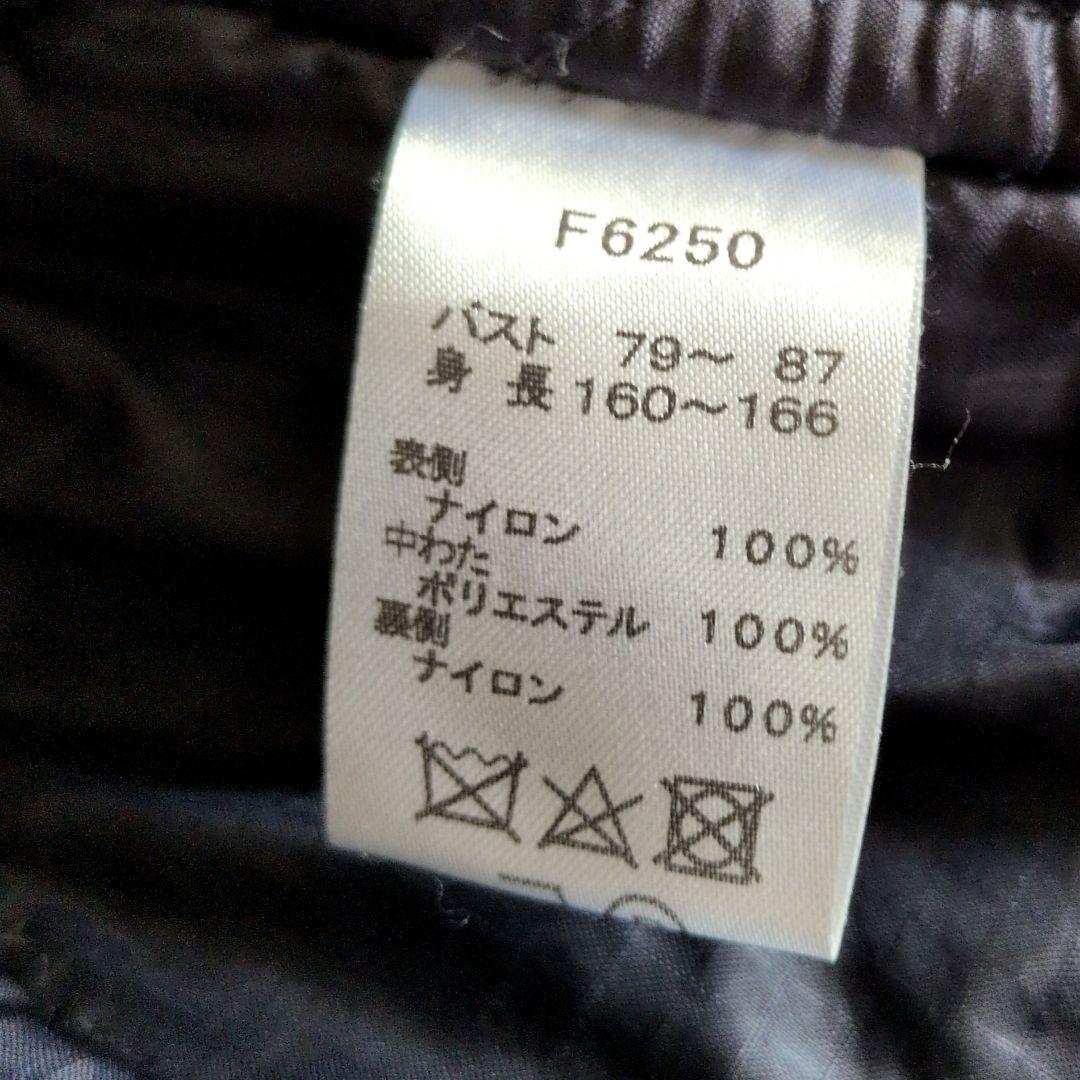 F6250
バスト 79～ 87
身 長 160～166
表側
ナイロン 100%
中わた
ポリエステル 100%
裏側
ナイロン 100%